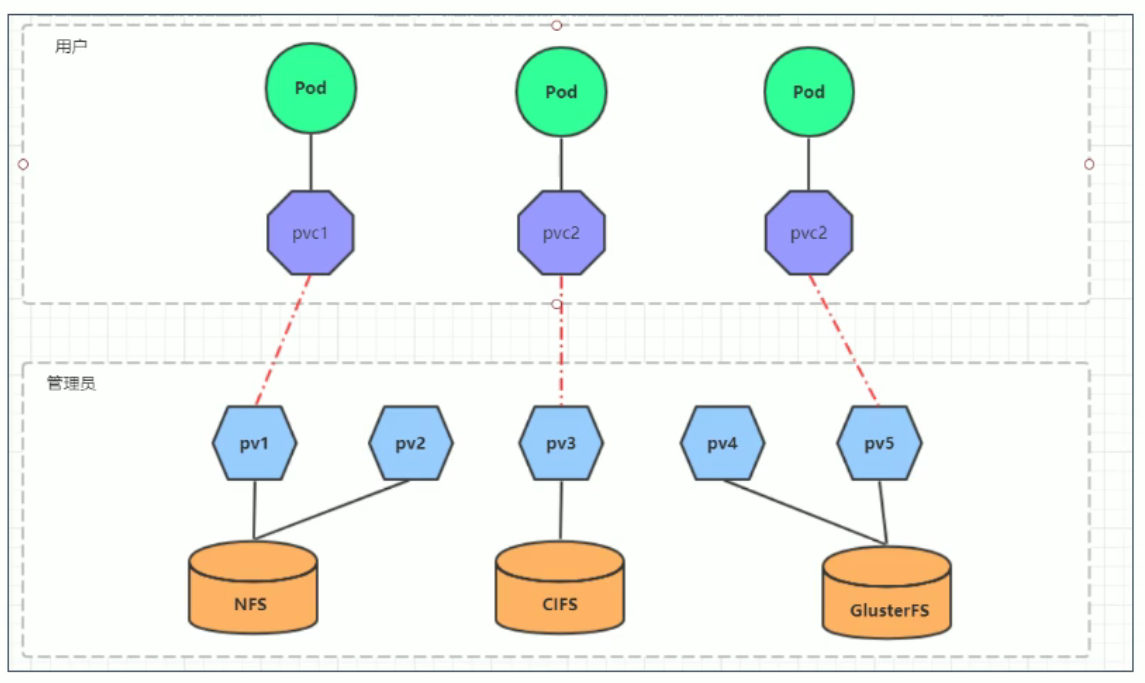 用户
Pod
Pod
Pod
pvc1
pvc2
pvc2
管理员
pv1
pv2
pv3
pv4
pv5
NFS
CIFS
GlusterFS